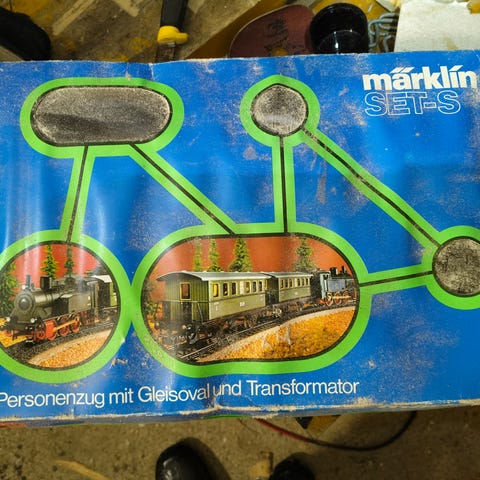 märklin
SET-S
Personenzug mit Gleisoval und Transformator